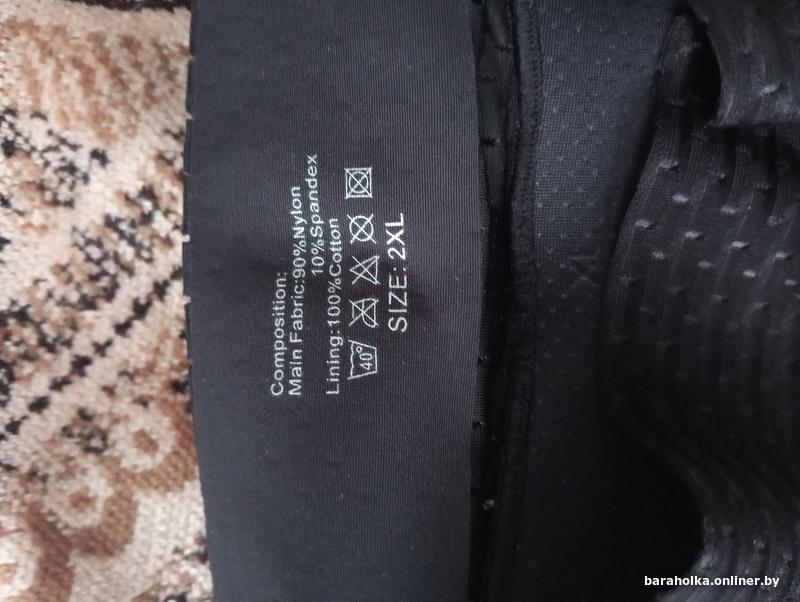 Composition:
Main Fabric:90%Nylon
10%Spandex
Lining:100%Cotton
40°
SIZE: 2XL
baraholka.onliner.by